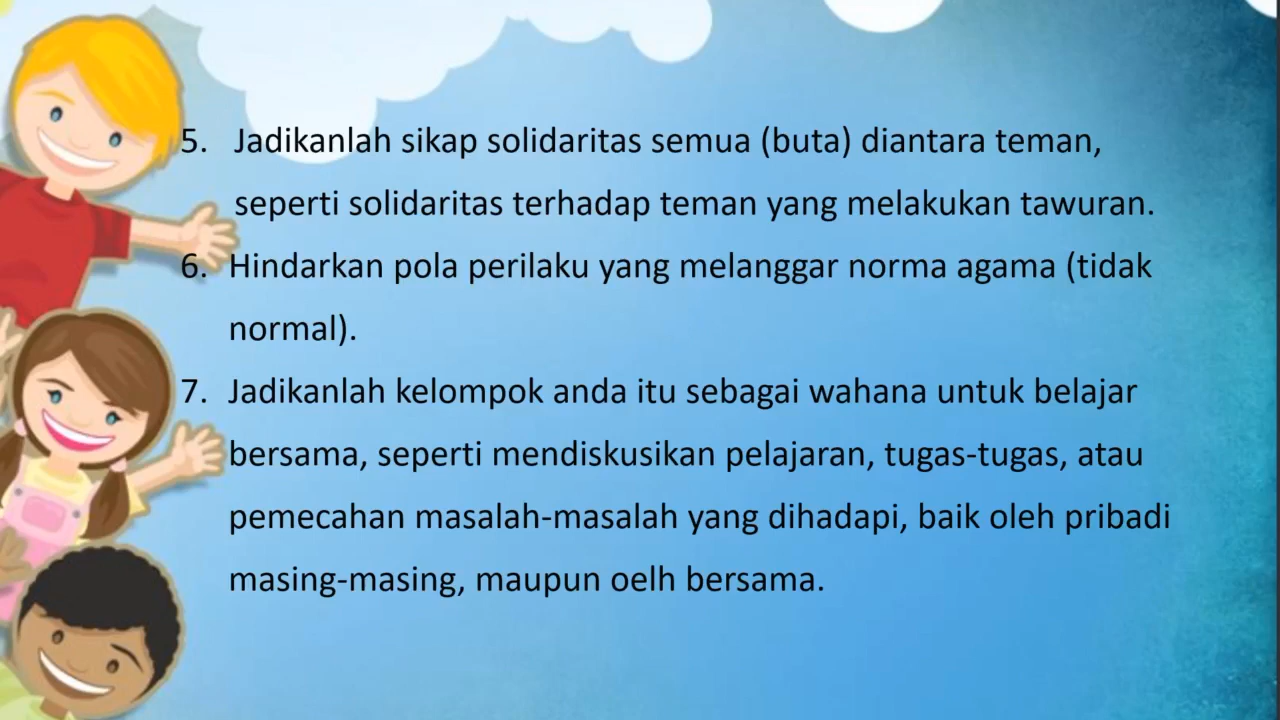 5. Jadikanlah sikap solidaritas semua (buta) diantara teman,
seperti solidaritas terhadap teman yang melakukan tawuran.
6. Hindarkan pola perilaku yang melanggar norma agama (tidak
normal).
7. Jadikanlah kelompok anda itu sebagai wahana untuk belajar
bersama, seperti mendiskusikan pelajaran, tugas-tugas, atau
pemecahan masalah-masalah yang dihadapi, baik oleh pribadi
masing-masing, maupun oelh bersama.